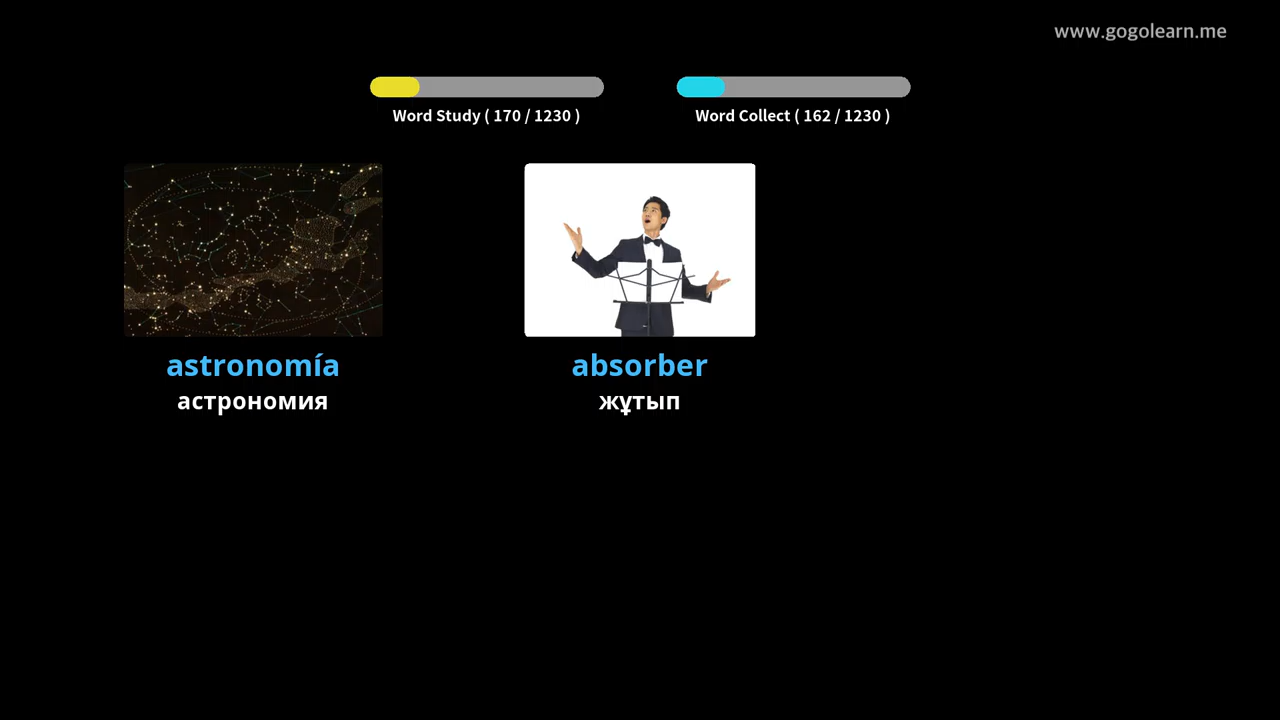 www.gogolearn.me
Word Study ( 170 / 1230 )
Word Collect ( 162 / 1230 )
astronomía
астрономия
absorber
жұтып